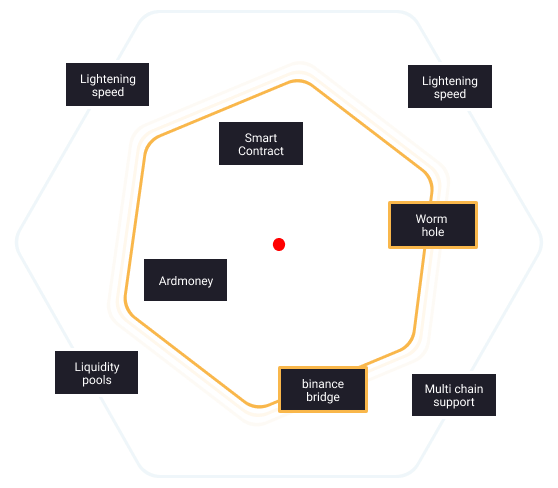 Lightening
speed
Lightening
speed
Smart
Contract
Worm
hole
Ardmoney
Liquidity
pools
binance
bridge
Multi chain
support